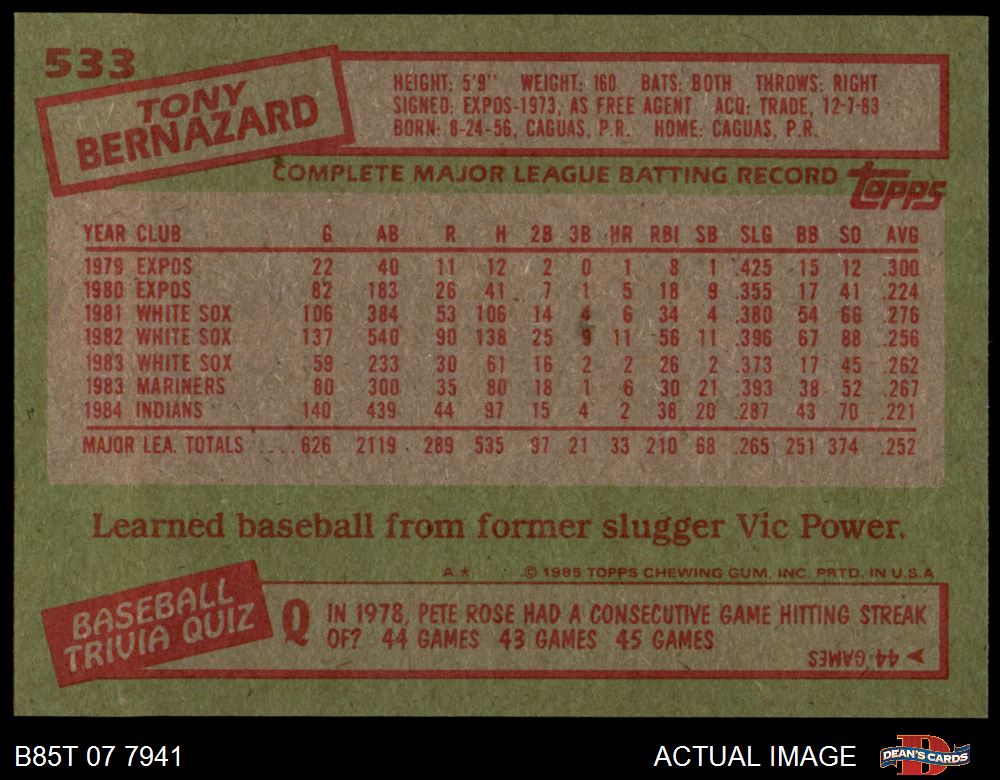 533
TONY
BERNAZARD
HEIGHT: 5'9" WEIGHT: 160 BATS: BOTH THROWS: RIGHT
SIGNED: EXPOS-1973, AS FREE AGENT ACQ: TRADE, 12-7-83
BORN: 8-24-56, CAGUAS, P.R. HOME: CAGUAS, P.R.
COMPLETE MAJOR LEAGUE BATTING RECORD topps
YEAR CLUB G AB R H 2B 3B HR RBI SB SLG BB SO AVG
1979 EXPOS 22 40 11 12 2 0 1 8 1 .425 15 12 .300
1980 EXPOS 82 183 26 41 7 1 5 18 9 .355 17 41 .224
1981 WHITE SOX 106 384 53 106 14 4 6 34 4 .380 54 66 .276
1982 WHITE SOX 137 540 90 138 25 9 11 56 11 .396 67 88 .256
1983 WHITE SOX 59 233 30 61 16 2 2 26 2 .373 17 45 .262
1983 MARINERS 80 300 35 80 18 1 6 30 21 .393 38 52 .267
1984 INDIANS 140 439 44 97 15 4 2 38 20 .287 43 70 .221
MAJOR LEA. TOTALS .... 626 2119 289 535 97 21 33 210 68 .265 251 374 .252
Learned baseball from former slugger Vic Power.
A★ © 1985 TOPPS CHEWING GUM, INC. PRTD. IN U.S.A
BASEBALL
TRIVIA QUIZ
Q IN 1978, PETE ROSE HAD A CONSECUTIVE GAME HITTING STREAK
OF? 44 GAMES 43 GAMES 45 GAMES
44 GAMES
B85T 07 7941 ACTUAL IMAGE DEAN'S CARDS